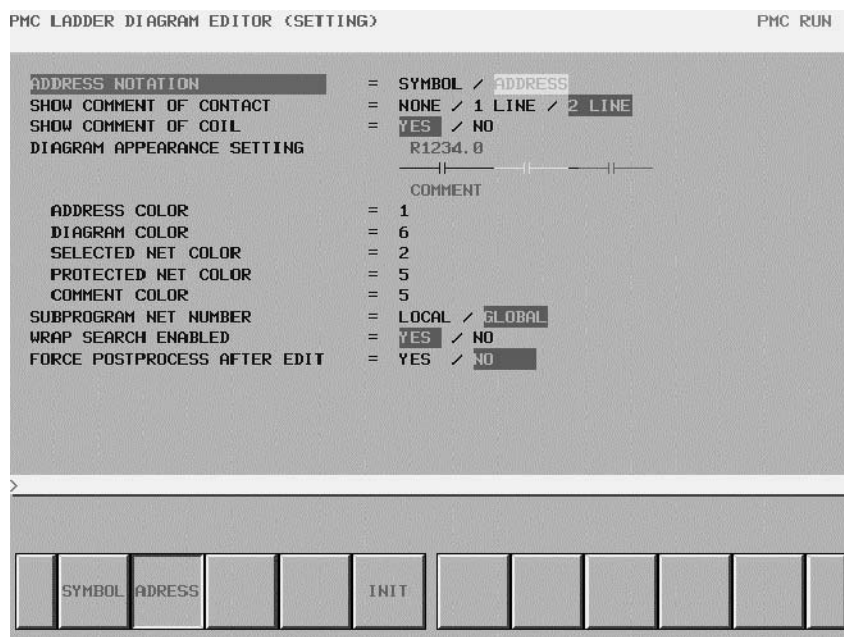 PMC LADDER DIAGRAM EDITOR (SETTING) PMC RUN
ADDRESS NOTATION = SYMBOL / ADDRESS
SHOW COMMENT OF CONTACT = NONE / 1 LINE / 2 LINE
SHOW COMMENT OF COIL = YES / NO
DIAGRAM APPEARANCE SETTING R1234.0
COMMENT
ADDRESS COLOR = 1
DIAGRAM COLOR = 6
SELECTED NET COLOR = 2
PROTECTED NET COLOR = 5
COMMENT COLOR = 5
SUBPROGRAM NET NUMBER = LOCAL / GLOBAL
WRAP SEARCH ENABLED = YES / NO
FORCE POSTPROCESS AFTER EDIT = YES / NO
>
SYMBOL ADRESS INIT